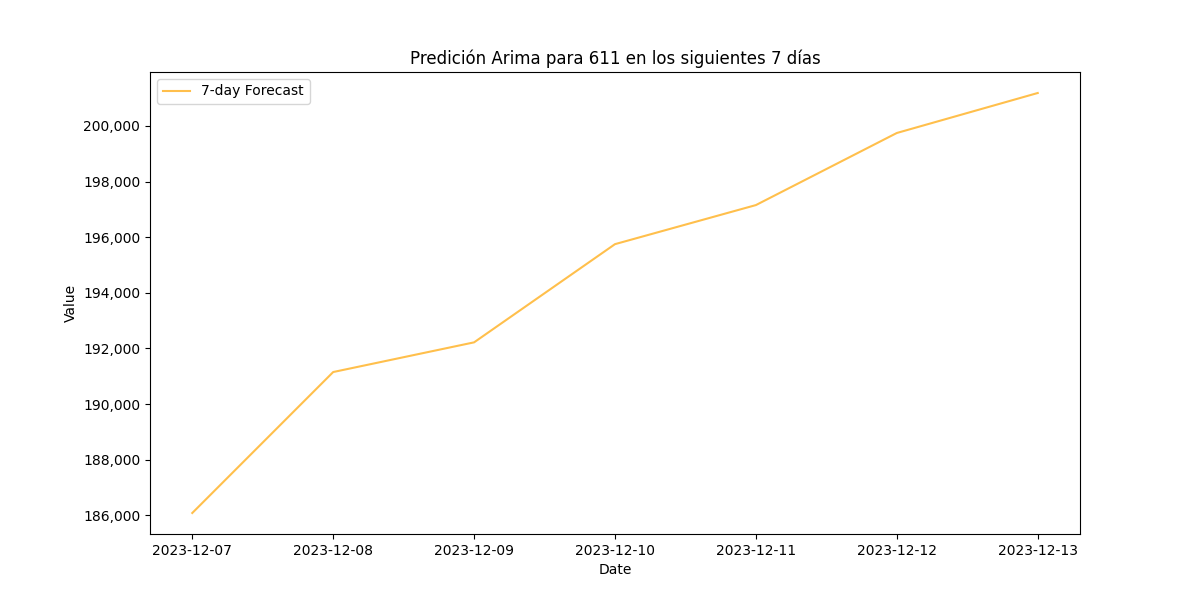 Predición Arima para 611 en los siguientes 7 días
7-day Forecast
200,000
198,000
196,000
194,000
192,000
190,000
188,000
186,000
Value
2023-12-07 2023-12-08 2023-12-09 2023-12-10 2023-12-11 2023-12-12 2023-12-13
Date